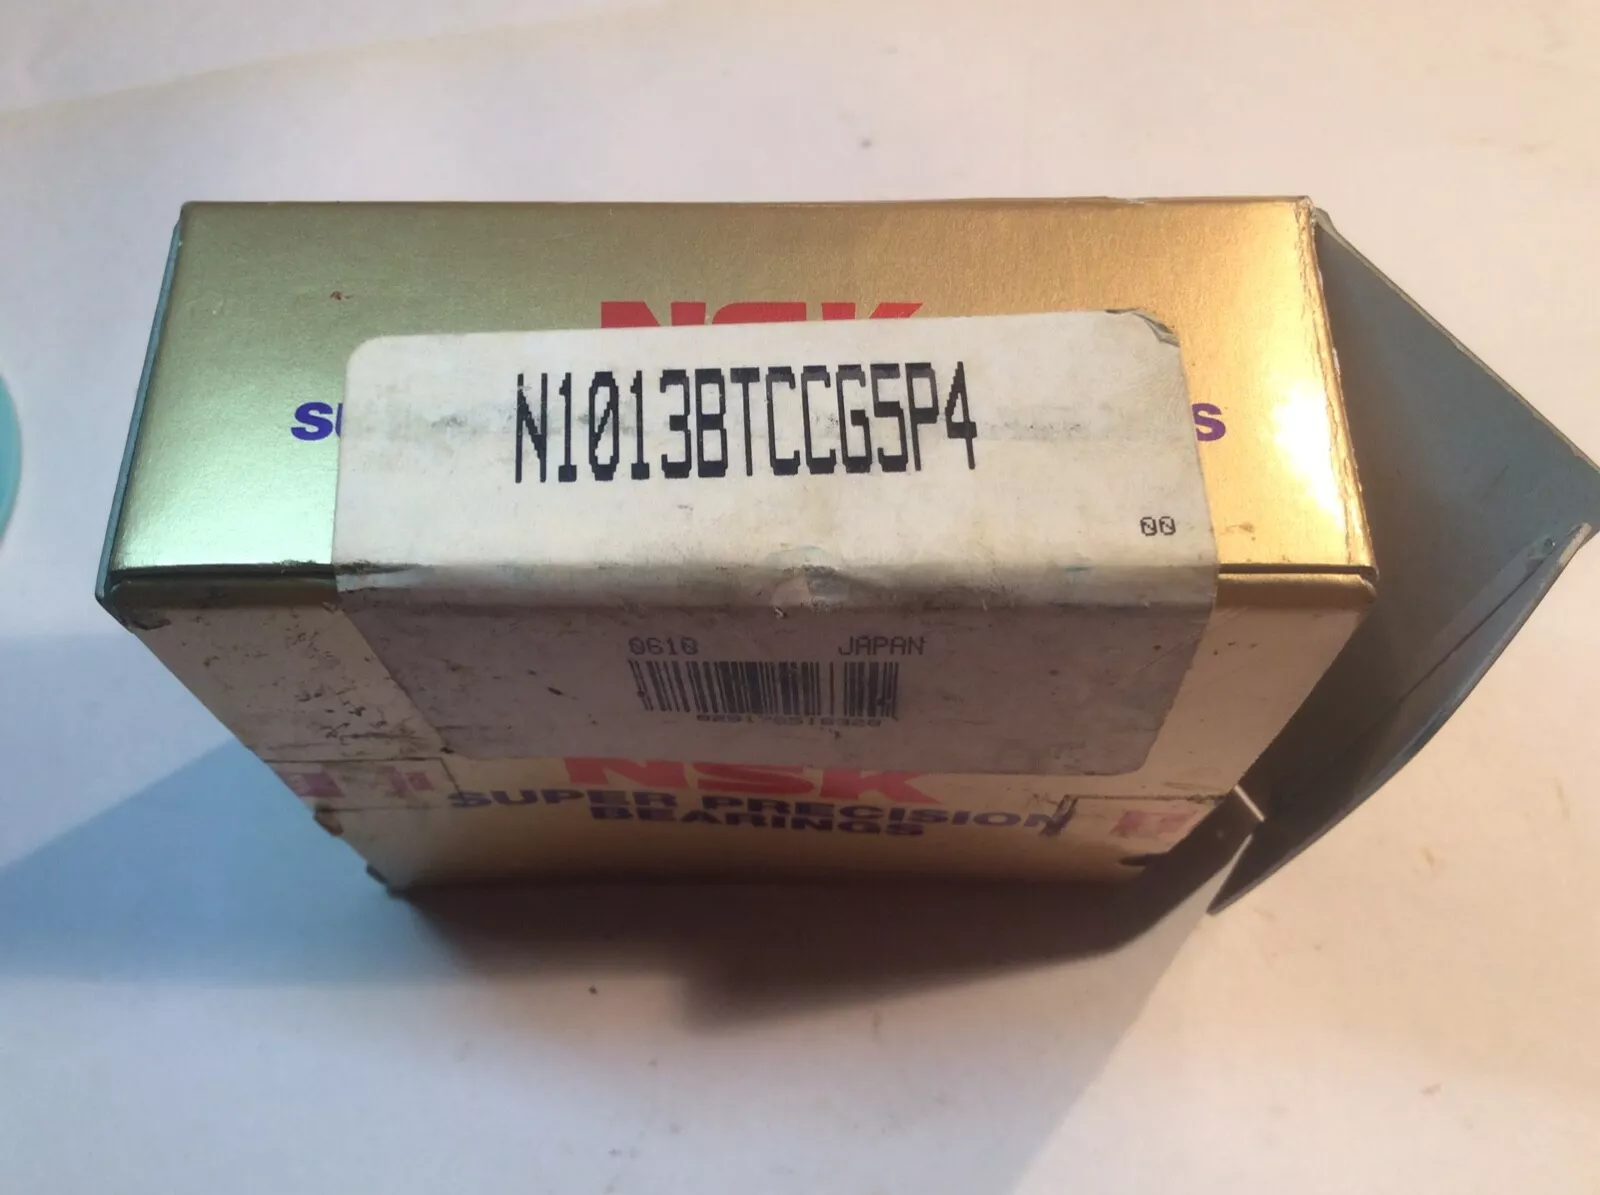 NSK
N1013BTCCG5P4
00
0610 JAPAN
NSK
SUPER PRECISION
BEARINGS